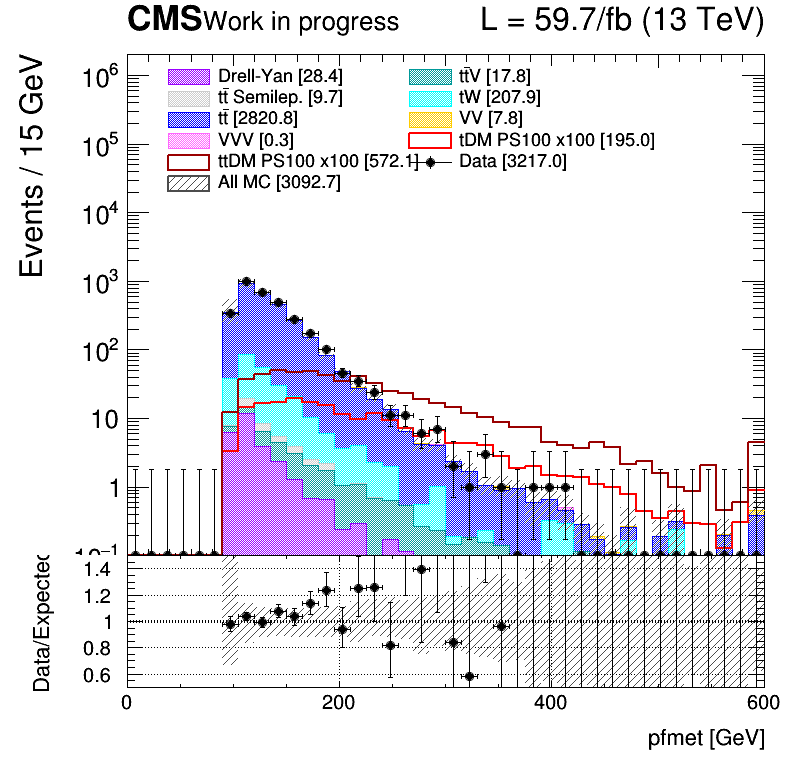 CMS Work in progress L = 59.7/fb (13 TeV)
Events / 15 GeV
10⁶
10⁵
10⁴
10³
10²
10
1
10⁻¹
Drell-Yan [28.4]
tt̄V [17.8]
tt̄ Semilep. [9.7]
tW [207.9]
tt̄ [2820.8]
VV [7.8]
VVV [0.3]
tDM PS100 x100 [195.0]
ttDM PS100 x100 [572.1]
Data [3217.0]
All MC [3092.7]
Data/Expected
1.4
1.2
1
0.8
0.6
0 200 400 600
pfmet [GeV]